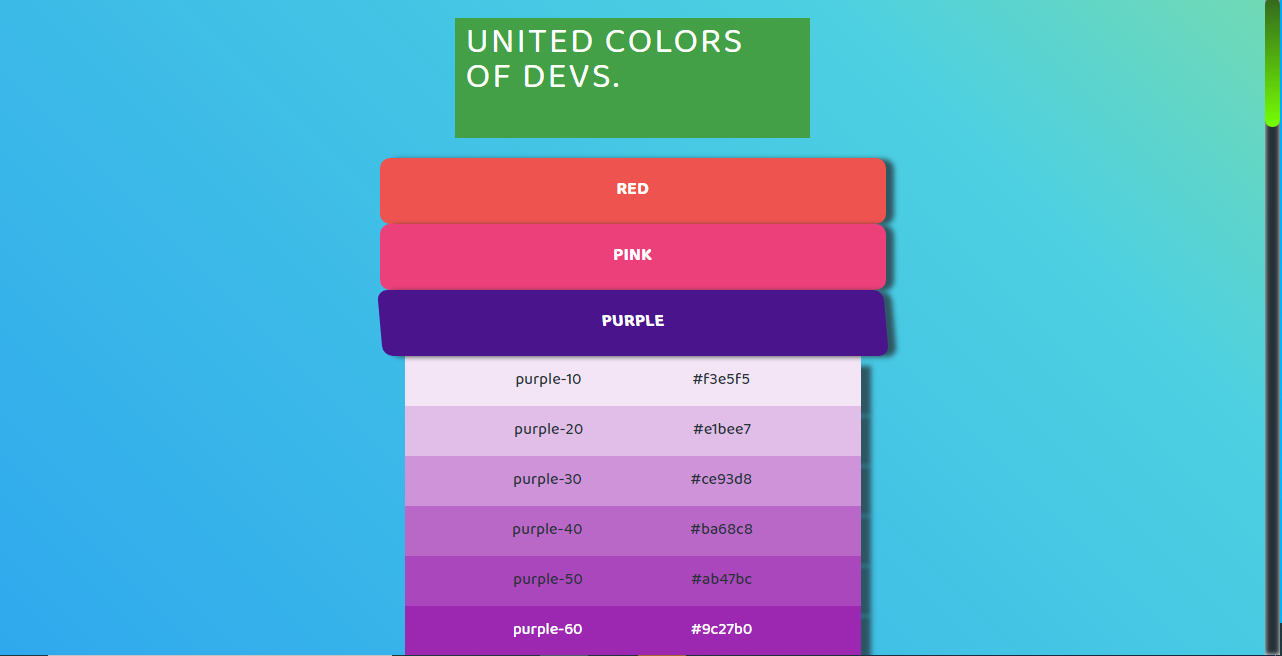 UNITED COLORS
OF DEVS.
RED
PINK
PURPLE
purple-10 #f3e5f5
purple-20 #e1bee7
purple-30 #ce93d8
purple-40 #ba68c8
purple-50 #ab47bc
purple-60 #9c27b0